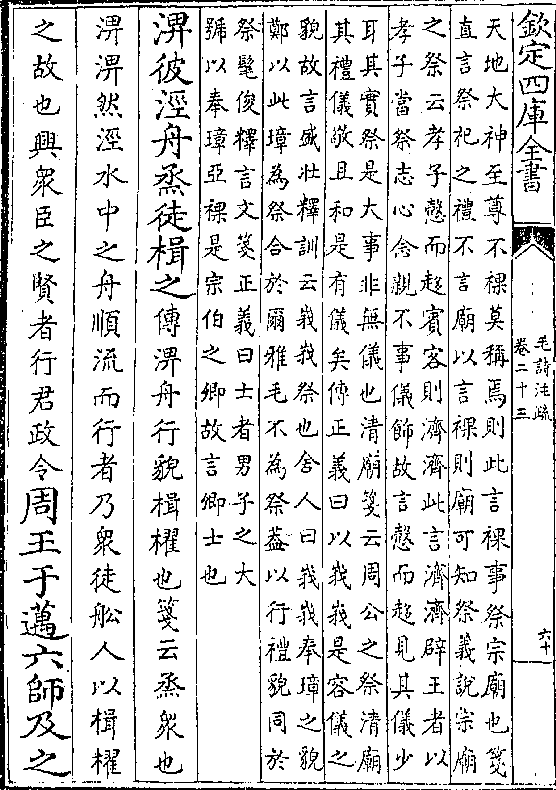 欽定四庫全書
毛詩注疏
卷二十三
六十
天地大神至尊不祼莫稱焉則此言祼事祭宗廟也箋
直言祭祀之禮不言廟以言祼則廟可知祭義說宗廟
之祭云孝子慤而趍賓客則濟濟此言濟濟辟王者以
孝子當祭志心念親不事儀飾故言慤而趍見其儀少
耳其實祭是大事非無儀也清廟箋云周公之祭清廟
其禮儀敬且和是有儀矣傳正義曰以峩峩是容儀之
貌故言盛壯釋訓云峩峩祭也舍人曰峩峩奉璋之貌
鄭以此璋為祭合於爾雅毛不為祭葢以行禮貌同於
祭髦俊釋言文箋正義曰士者男子之大
號以奉璋亞祼是宗伯之卿故言卿士也
淠彼涇舟烝徒楫之傳淠舟行貌楫櫂也箋云烝衆也
淠淠然涇水中之舟順流而行者乃衆徒舩人以楫櫂
之故也興衆臣之賢者行君政令周王于邁六師及之